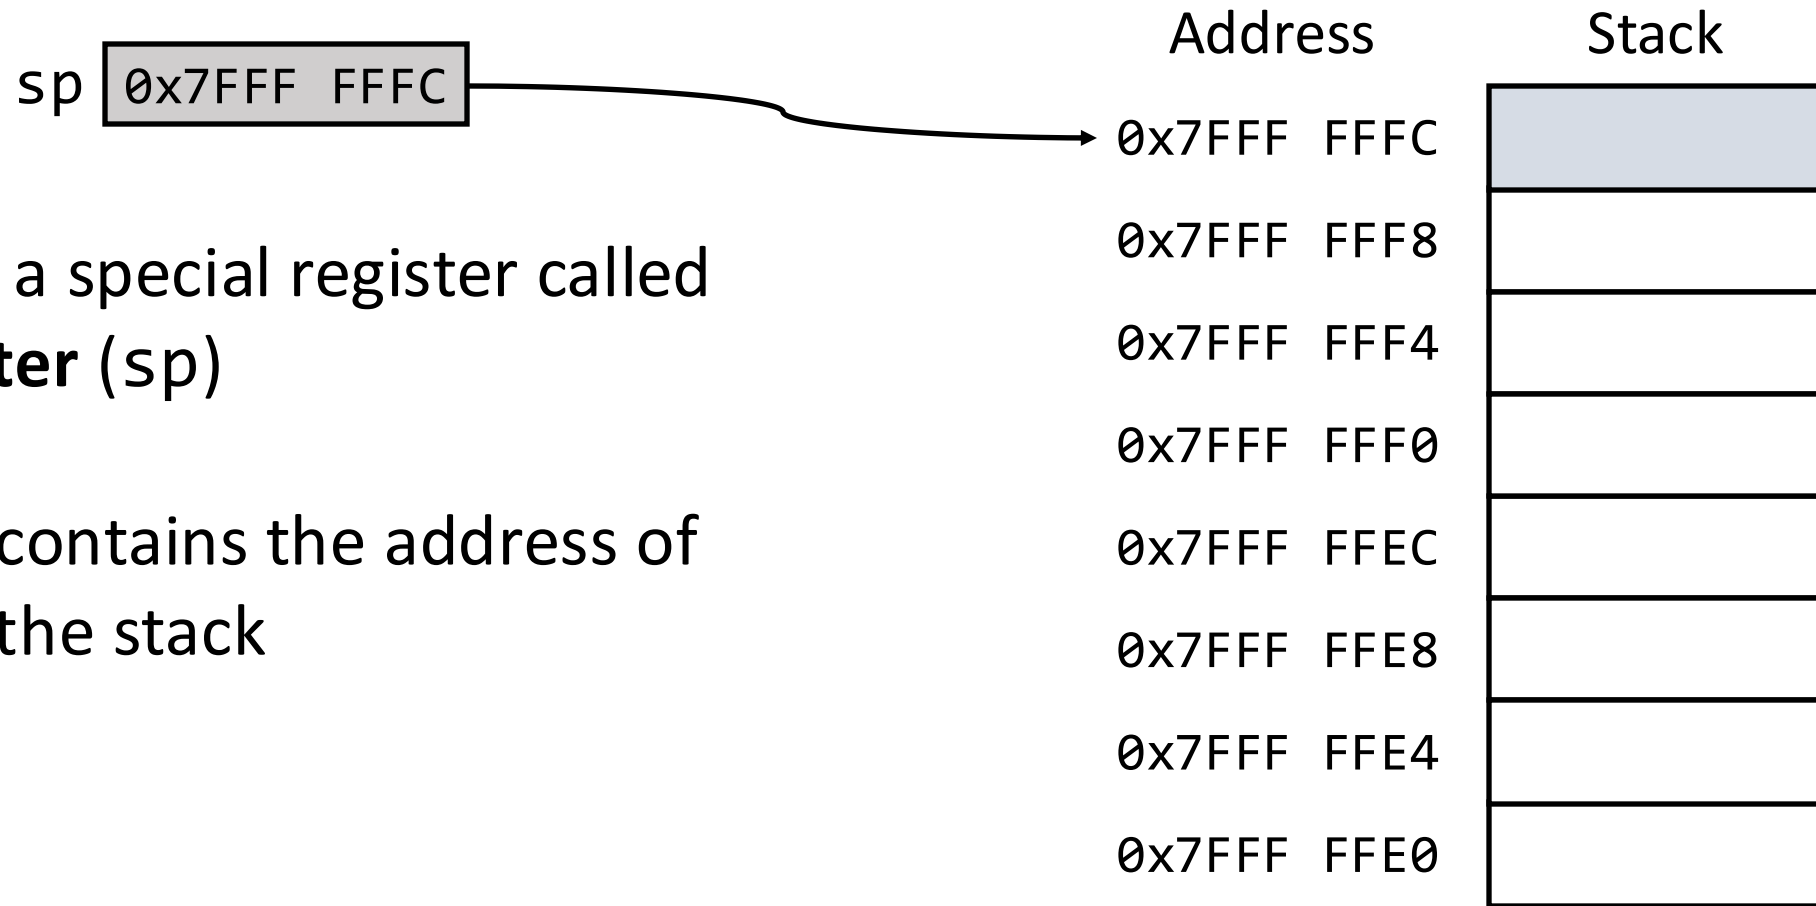 sp 0x7FFF FFFC
a special register called
ter (sp)
contains the address of
the stack
Address Stack
0x7FFF FFFC
0x7FFF FFF8
0x7FFF FFF4
0x7FFF FFF0
0x7FFF FFEC
0x7FFF FFE8
0x7FFF FFE4
0x7FFF FFE0